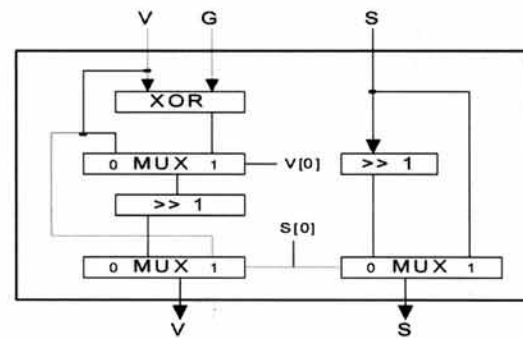 V G S
XOR
0 MUX 1 V[0] >> 1
>> 1
S[0]
0 MUX 1 0 MUX 1
V S